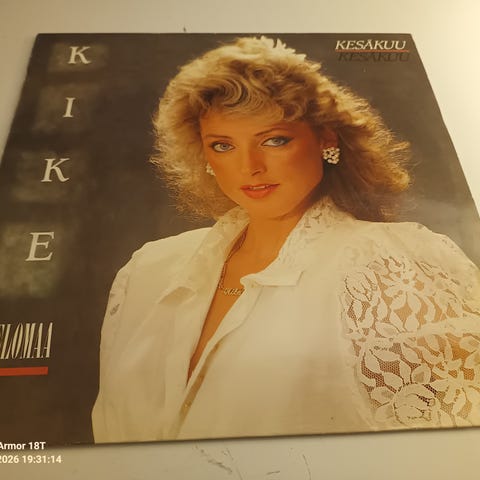 KESÄKUU
KESÄKUU
K
I
K
E
ELOMAA
Armor 18T
2026 19:31:14